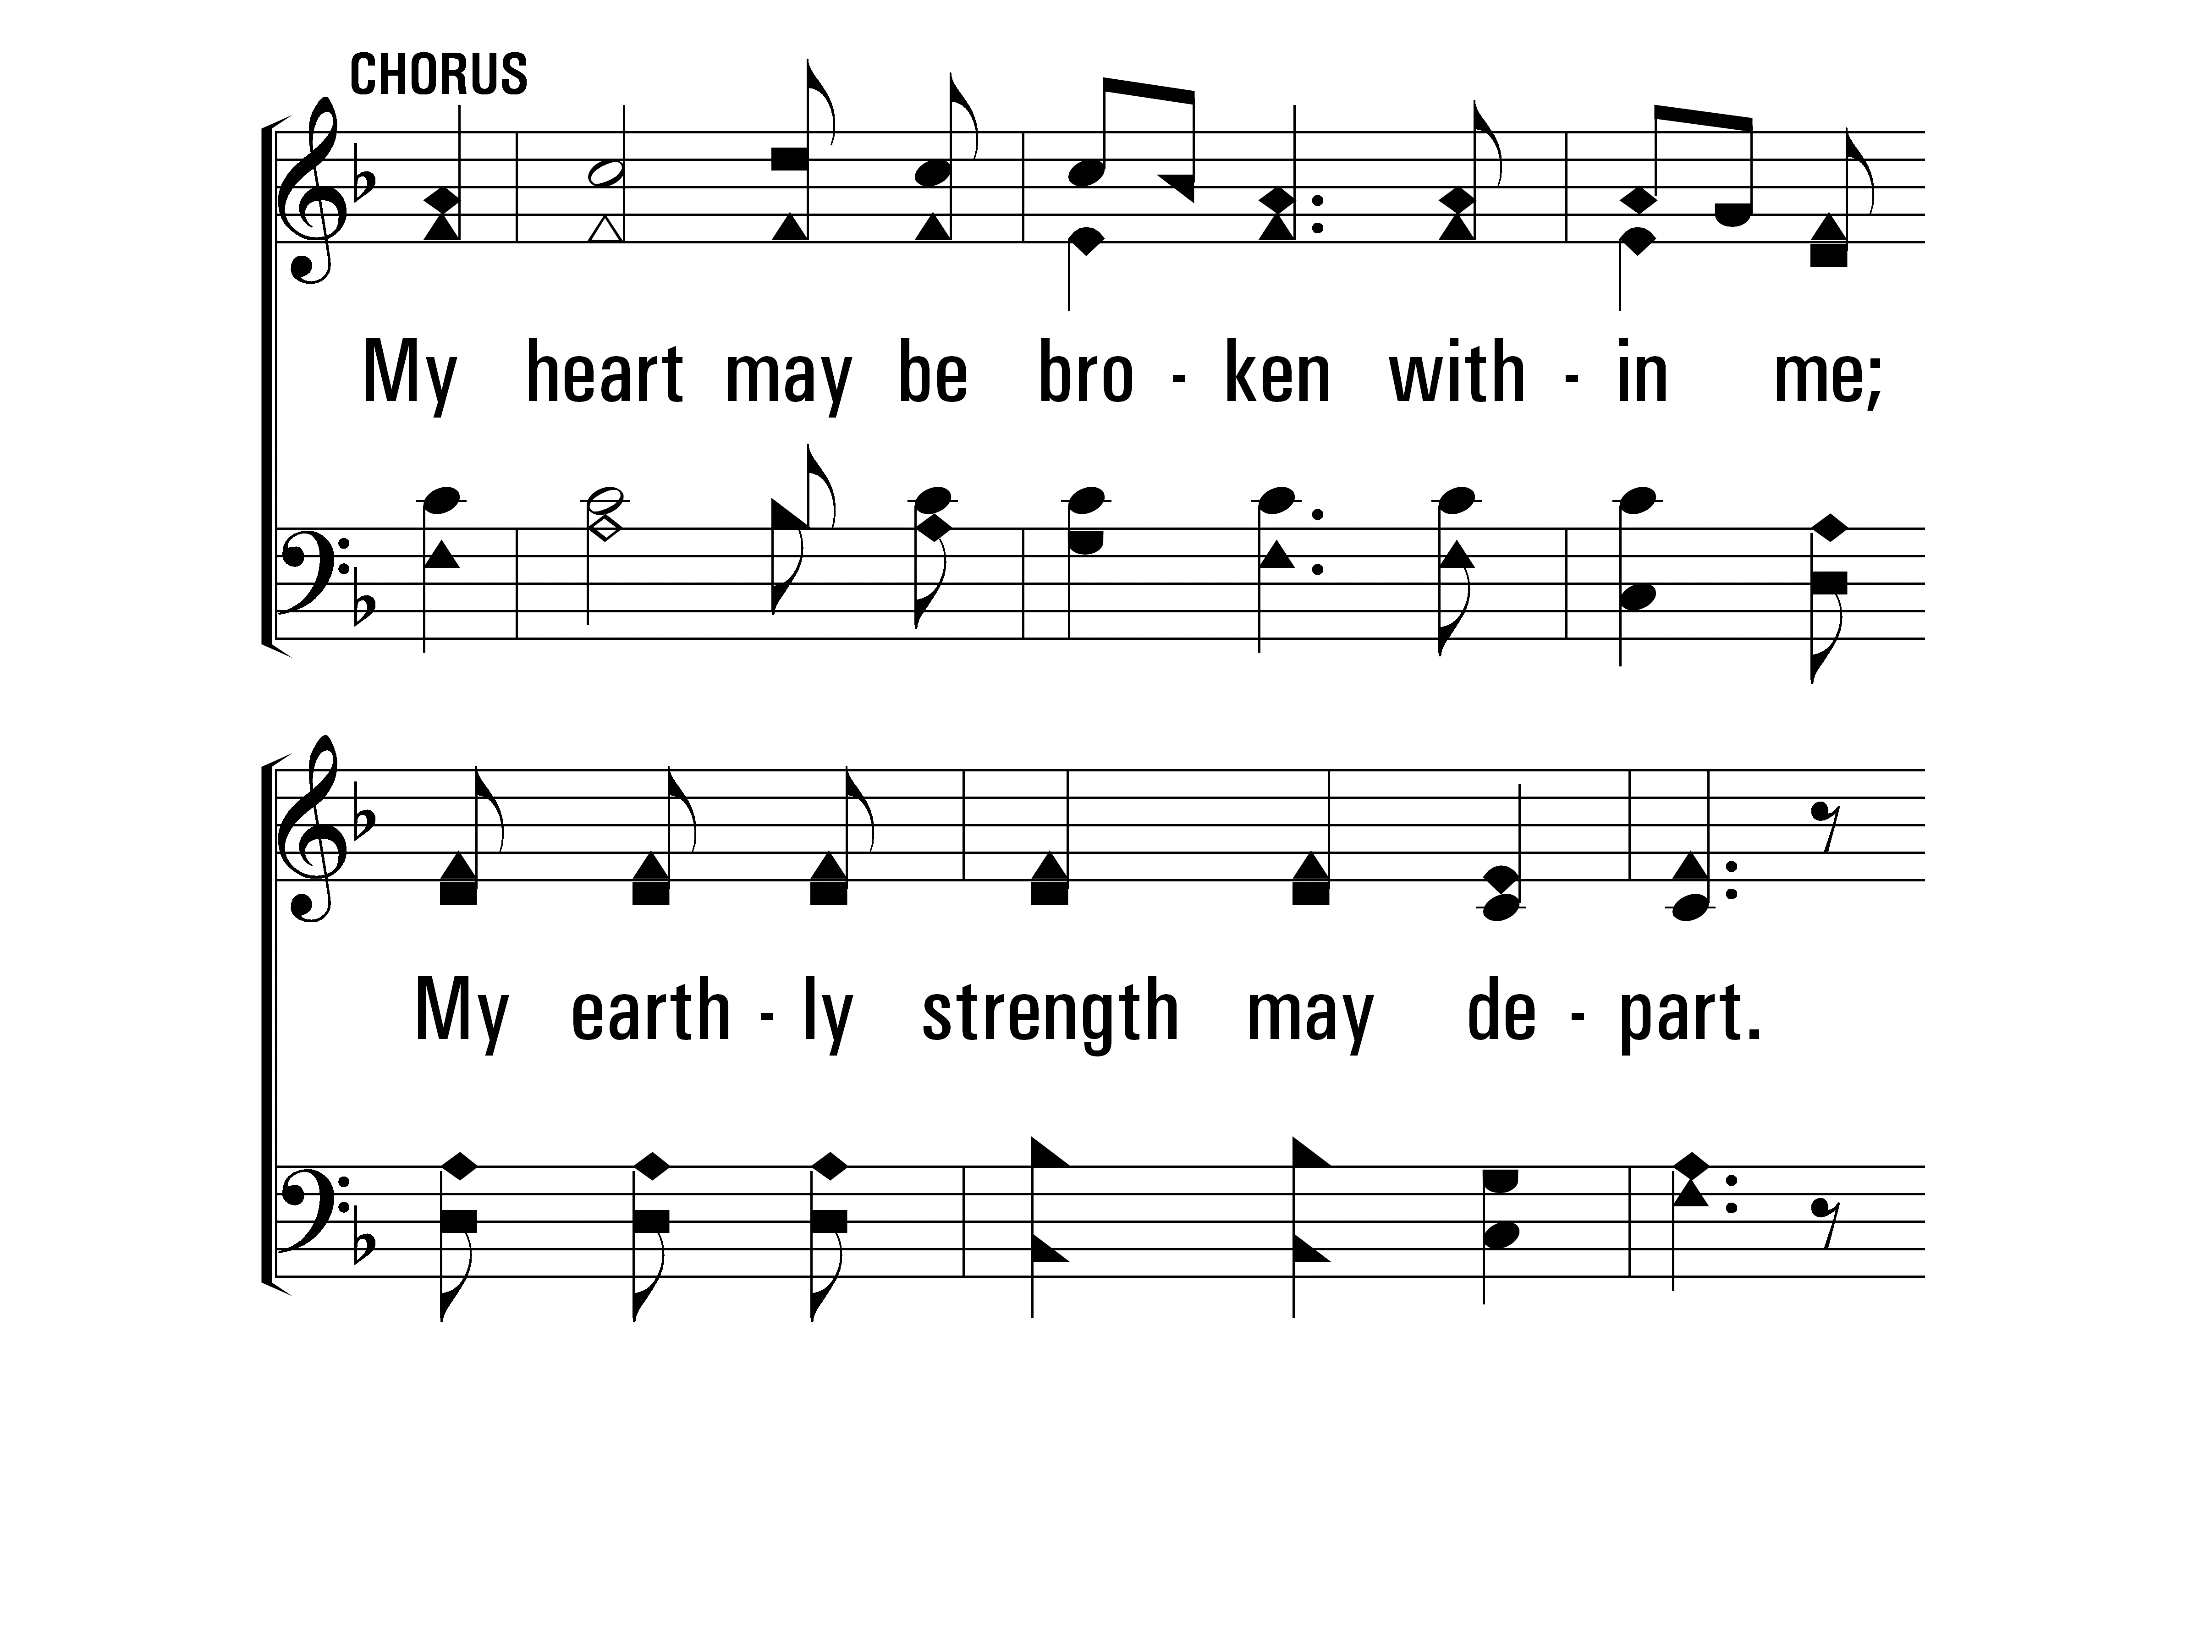 CHORUS
My heart may be bro - ken with - in me;
My earth - ly strength may de - part.